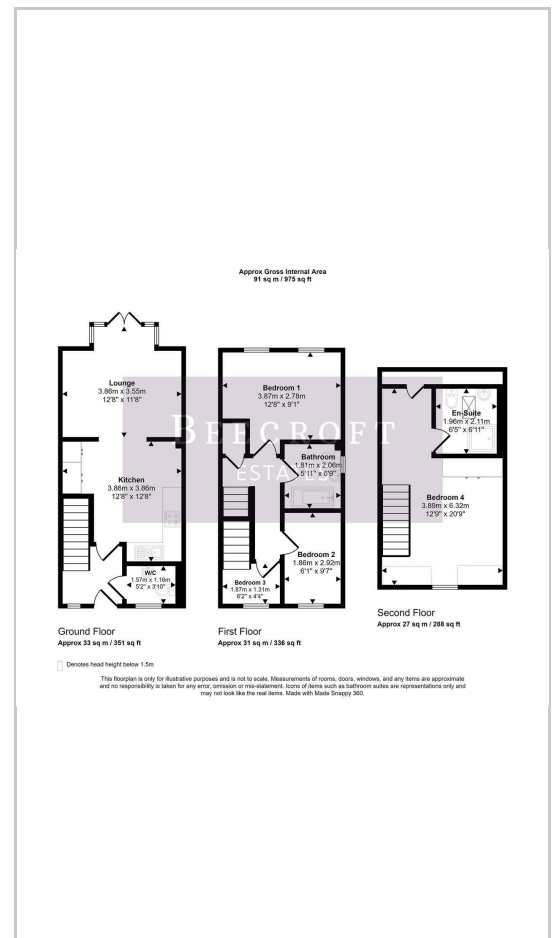 Approx Gross Internal Area
91 sq m / 975 sq ft
Lounge
3.86m x 3.55m
12'8" x 11'8"
Kitchen
3.86m x 3.86m
12'8" x 12'8"
W/C
1.57m x 1.16m
5'2" x 3'10"
Ground Floor
Approx 33 sq m / 351 sq ft
Bedroom 1
3.87m x 2.78m
12'8" x 9'1"
BEECROFT
ESTATES
Bathroom
1.81m x 2.06m
5'11" x 6'9"
Bedroom 2
1.86m x 2.92m
6'1" x 9'7"
Bedroom 3
1.87m x 1.31m
6'2" x 4'4"
First Floor
Approx 31 sq m / 336 sq ft
En-Suite
1.96m x 2.11m
6'5" x 6'11"
Bedroom 4
3.89m x 6.32m
12'9" x 20'9"
Second Floor
Approx 27 sq m / 288 sq ft
Denotes head height below 1.5m
This floorplan is only for illustrative purposes and is not to scale. Measurements of rooms, doors, windows, and any items are approximate
and no responsibility is taken for any error, omission or mis-statement. Icons of items such as bathroom suites are representations only and
may not look like the real items. Made with Made Snappy 360.